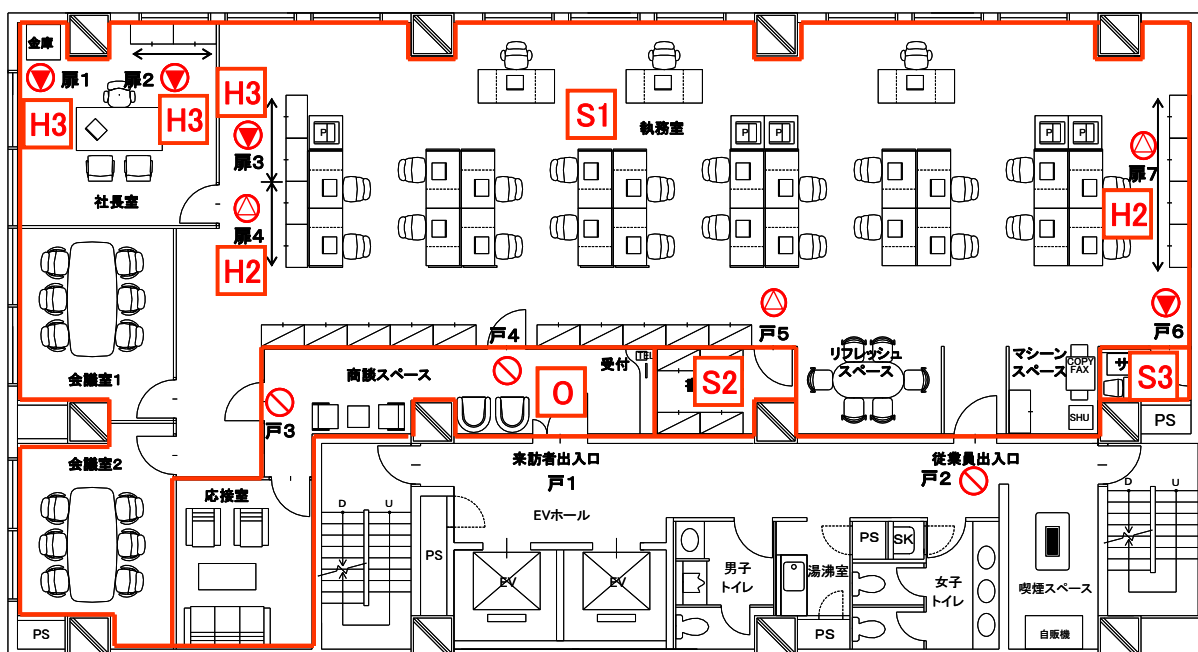 金庫
扉1
扉2
H3
H3
H3
扉3
社長室
扉4
H2
S1
執務室
P
P
P
P
P
扉7
H2
会議室1
戸3
商談スペース
戸4
受付
TEL
O
S2
戸5
リフレッシュ
スペース
マシーン
スペース
COPY
FAX
SHU
戸6
サ
S3
PS
会議室2
応接室
PS
D
U
来訪者出入口
戸1
EVホール
PS
EV
EV
男子
トイレ
湯沸室
PS
PS
SK
女子
トイレ
従業員出入口
戸2
喫煙スペース
自販機
D
U